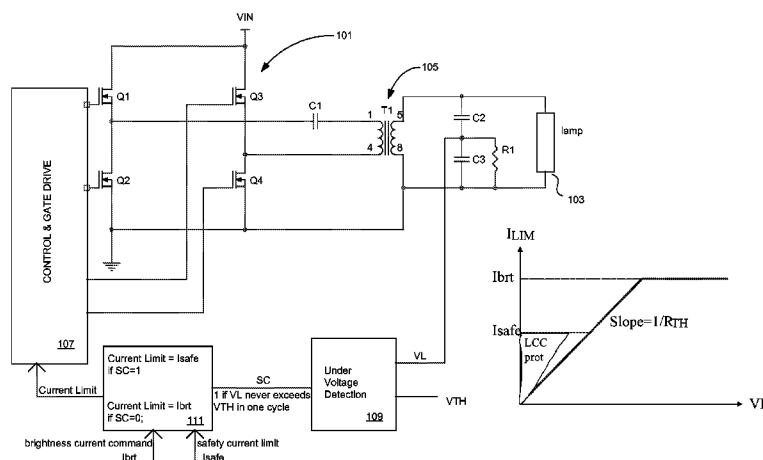 VIN
101
105
Q1
Q3
C1
1
T1
5
4
8
C2
C3
R1
lamp
103
Q2
Q4
CONTROL & GATE DRIVE
107
Current Limit
Current Limit = Isafe
if SC=1
Current Limit = Ibrt
if SC=0;
111
SC
1 if VL never exceeds
VTH in one cycle
Under
Voltage
Detection
109
VL
VTH
brightness current command
Ibrt
safety current limit
Isafe
ILIM
Ibrt
Isafe
LCC
prot
Slope=1/RTH